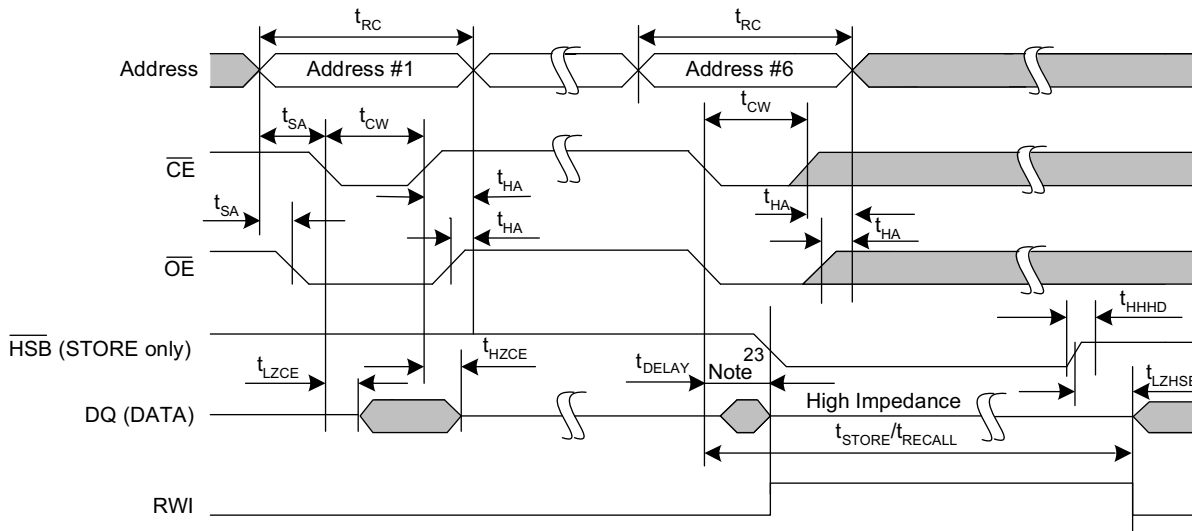 tRC
tRC
Address
Address #1
Address #6
tSA
tCW
tCW
CE
tHA
tHA
tSA
tHA
tHA
OE
tHHHD
HSB (STORE only)
tLZCE
tHZCE
tDELAY
Note 23
tLZHSB
DQ (DATA)
High Impedance
tSTORE/tRECALL
RWI